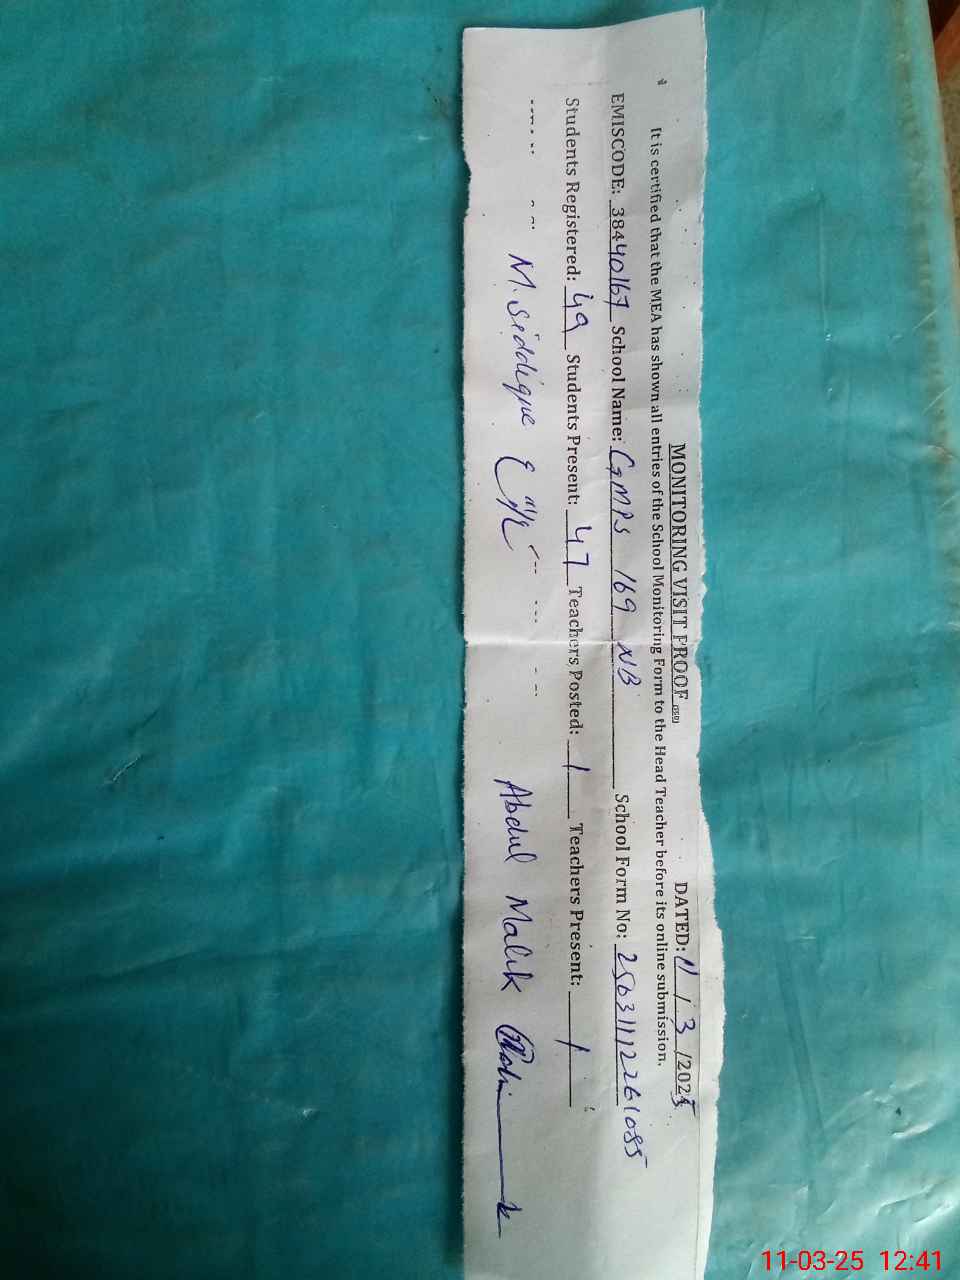 MONITORING VISIT PROOF DATED: 11/3/2025
It is certified that the MEA has shown all entries of the School Monitoring Form to the Head Teacher before its online submission.
EMISCODE: 38440167 School Name: GMPS 169 NB School Form No: 25031112261085
Students Registered: 49 Students Present: 47 Teachers Posted: 1 Teachers Present: 1
M. Siddique Abdul Malik
11-03-25 12:41